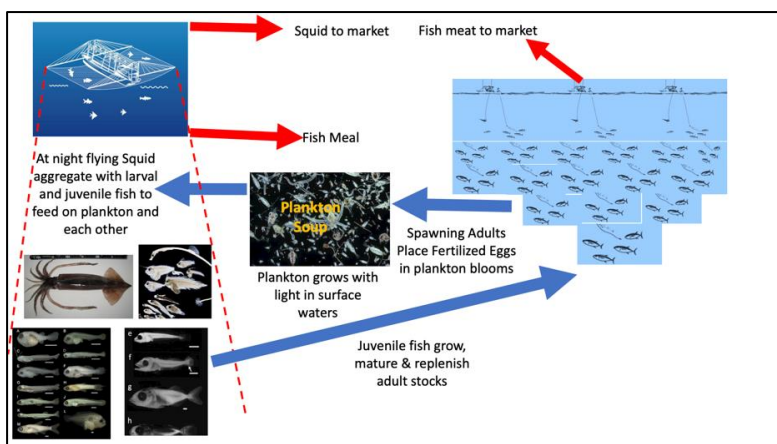 Squid to market
Fish meat to market
Fish Meal
At night flying Squid
aggregate with larval
and juvenile fish to
feed on plankton and
each other
Plankton
Soup
Plankton grows with
light in surface
waters
Spawning Adults
Place Fertilized Eggs
in plankton blooms
Juvenile fish grow,
mature & replenish
adult stocks
e
f
g
h